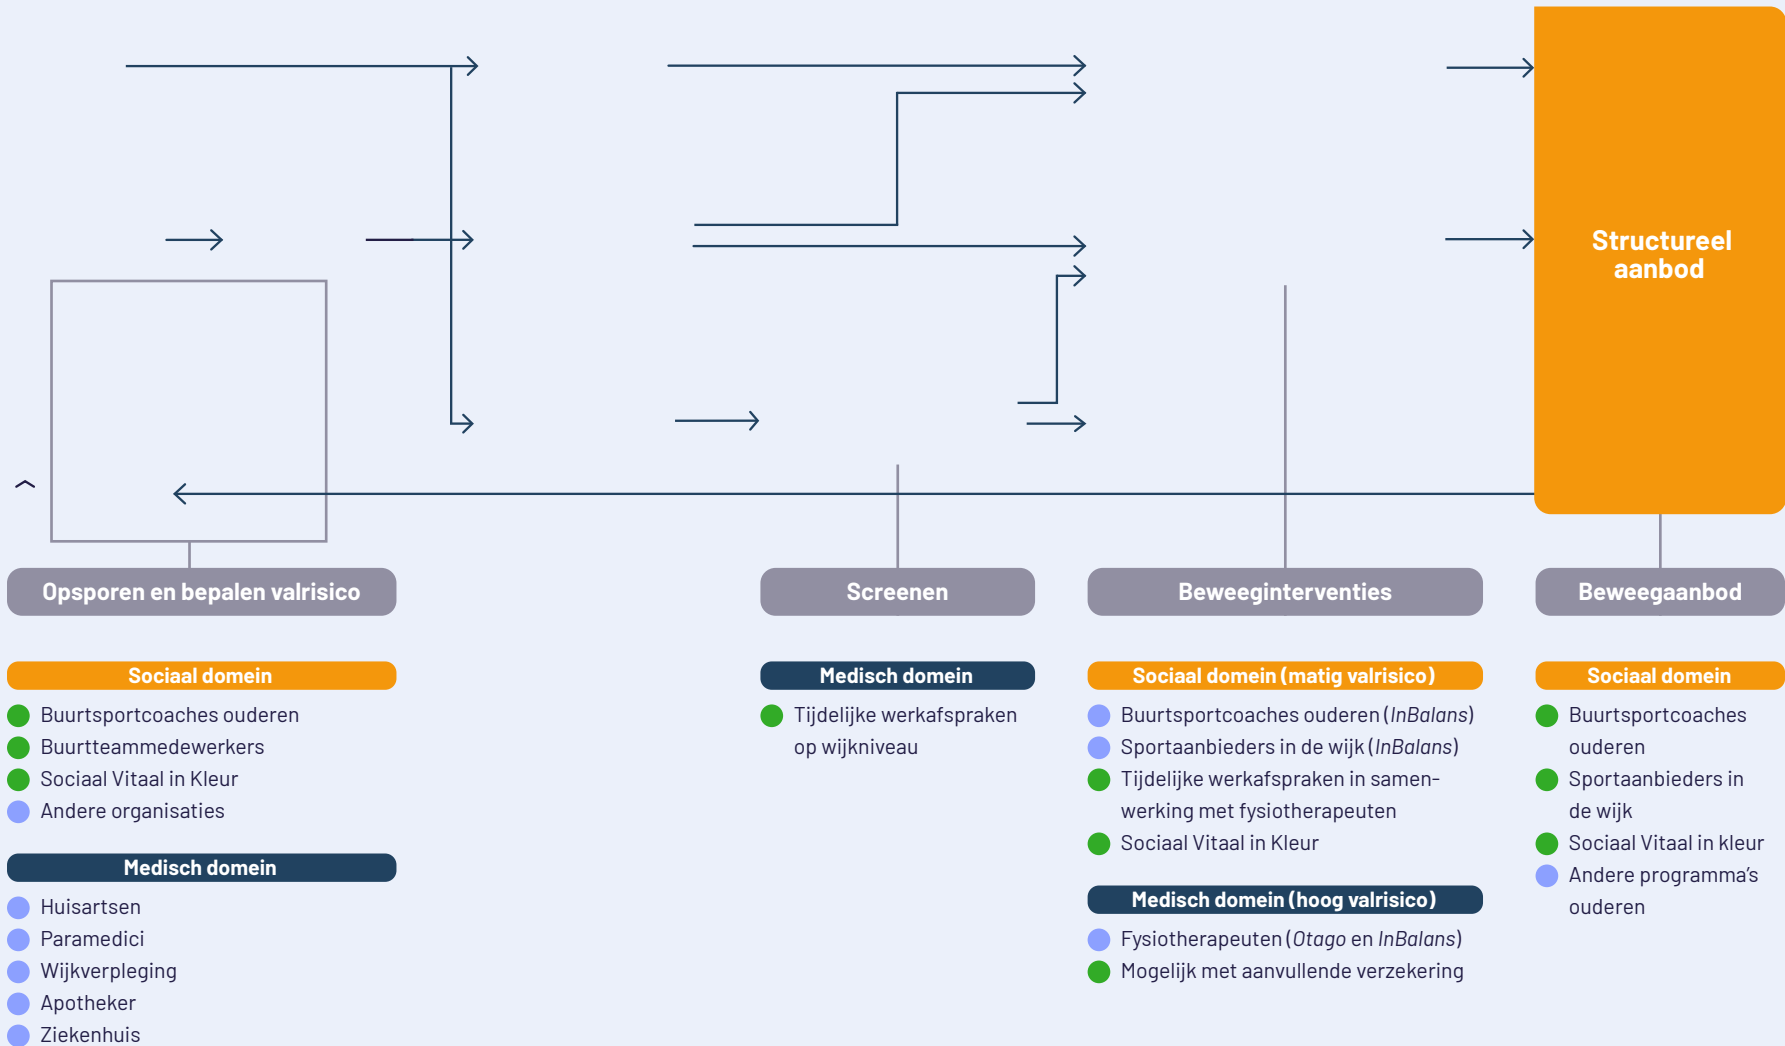 Structureel
aanbod
Opsporen en bepalen valrisico
Sociaal domein
Buurtsportcoaches ouderen
Buurtteammedewerkers
Sociaal Vitaal in Kleur
Andere organisaties
Medisch domein
Huisartsen
Paramedici
Wijkverpleging
Apotheker
Ziekenhuis
Screenen
Medisch domein
Tijdelijke werkafspraken
op wijkniveau
Beweeginterventies
Sociaal domein (matig valrisico)
Buurtsportcoaches ouderen (InBalans)
Sportaanbieders in de wijk (InBalans)
Tijdelijke werkafspraken in samen-
werking met fysiotherapeuten
Sociaal Vitaal in Kleur
Medisch domein (hoog valrisico)
Fysiotherapeuten (Otago en InBalans)
Mogelijk met aanvullende verzekering
Beweegaanbod
Sociaal domein
Buurtsportcoaches
ouderen
Sportaanbieders in
de wijk
Sociaal Vitaal in kleur
Andere programma's
ouderen